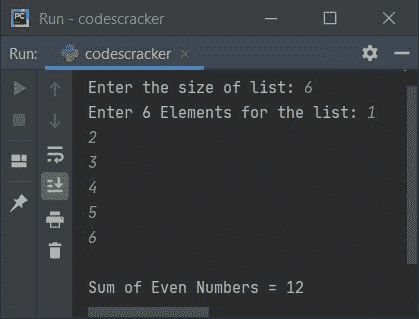 PC Run - codescracker
Run: codescracker
Enter the size of list: 6
Enter 6 Elements for the list: 1
2
3
4
5
6
Sum of Even Numbers = 12